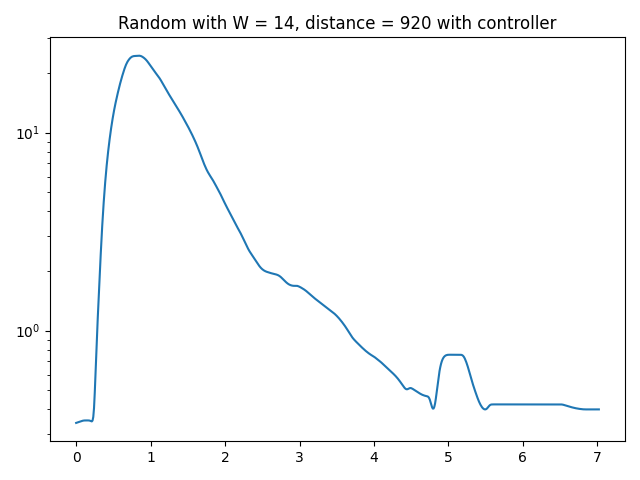 Random with W = 14, distance = 920 with controller
10¹
10⁰
0 1 2 3 4 5 6 7